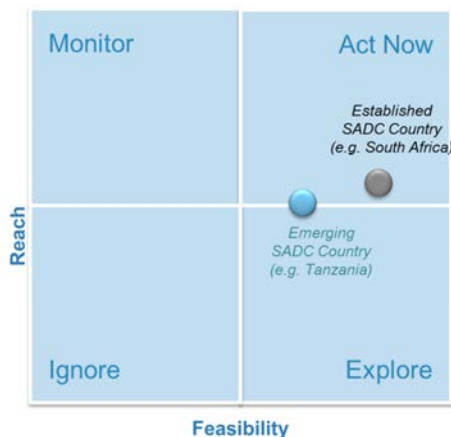 Monitor
Act Now
Established
SADC Country
(e.g. South Africa)
Reach
Emerging
SADC Country
(e.g. Tanzania)
Ignore
Explore
Feasibility